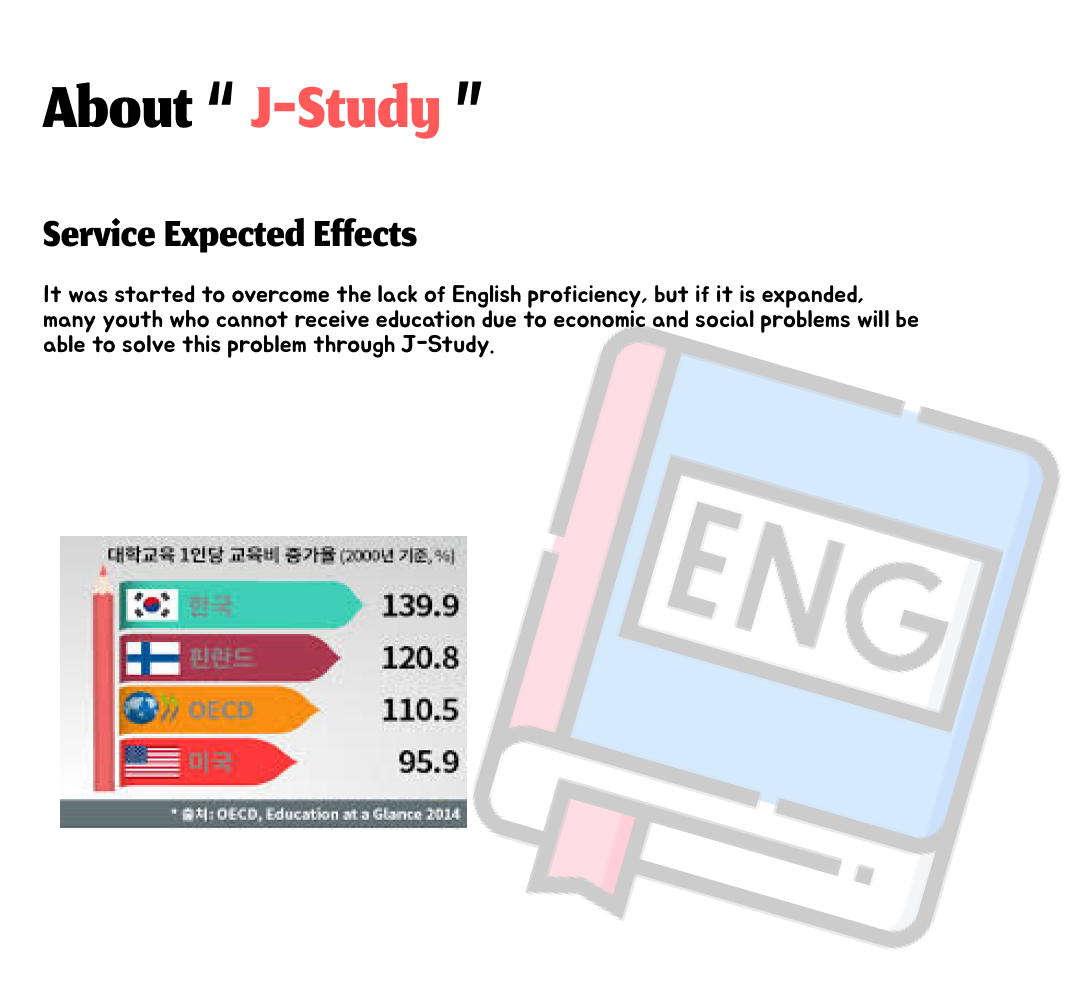 About “ J-Study ”
Service Expected Effects
It was started to overcome the lack of English proficiency, but if it is expanded,
many youth who cannot receive education due to economic and social problems will be
able to solve this problem through J-Study.
대학교육 1인당 교육비 증가율 (2000년 기준, %)
한국 139.9
핀란드 120.8
OECD 110.5
미국 95.9
* 출처: OECD, Education at a Glance 2014
ENG